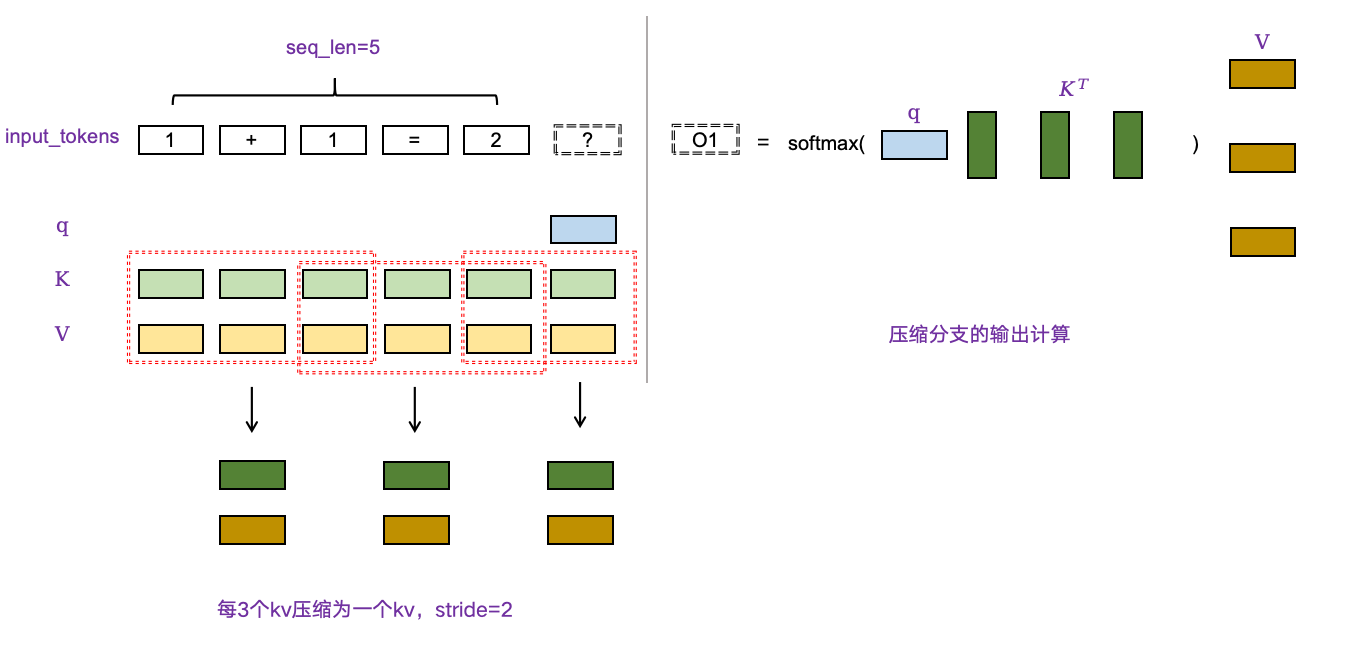 seq_len=5
input_tokens 1 + 1 = 2 ?
q
K
V
每3个kv压缩为一个kv，stride=2
V
K^T
q
O1 = softmax( )
压缩分支的输出计算